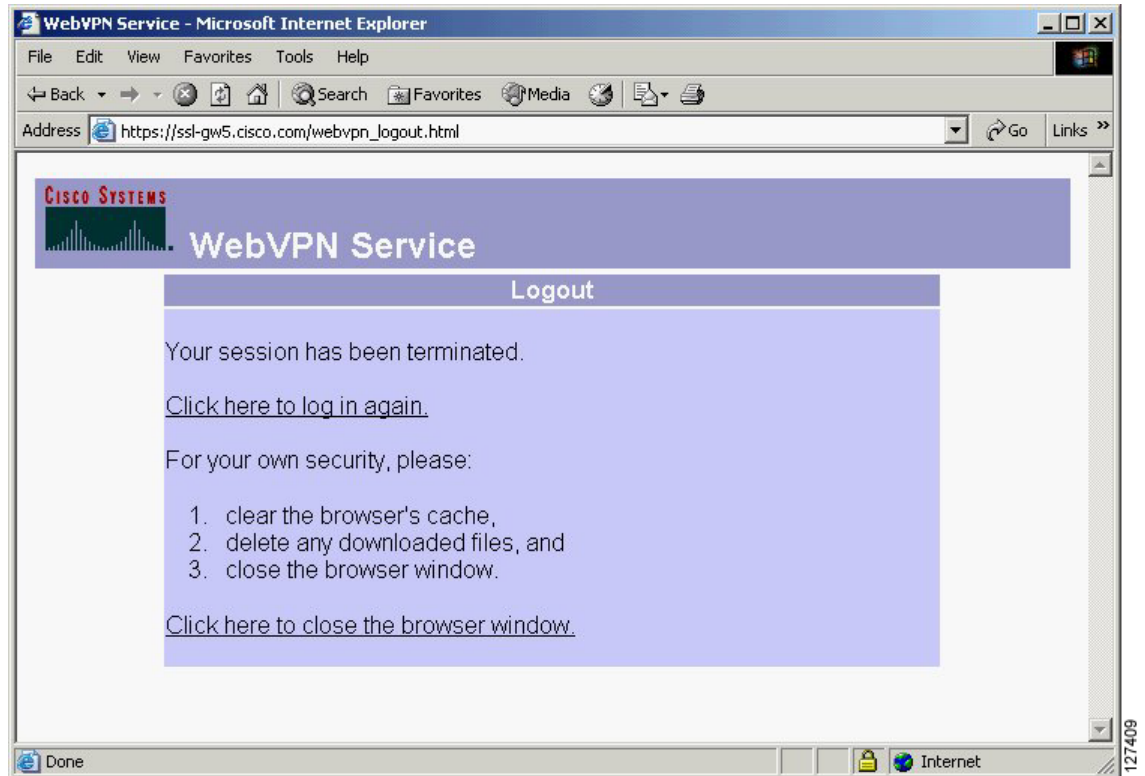 WebVPN Service - Microsoft Internet Explorer
File Edit View Favorites Tools Help
Back Search Favorites Media
Address https://ssl-gw5.cisco.com/webvpn_logout.html Go Links »
CISCO SYSTEMS
WebVPN Service
Logout
Your session has been terminated.
Click here to log in again.
For your own security, please:
1. clear the browser's cache,
2. delete any downloaded files, and
3. close the browser window.
Click here to close the browser window.
Done Internet
127409